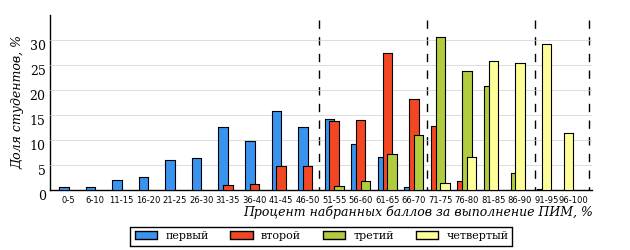 Доля студентов, %
30
25
20
15
10
5
0
0-5 6-10 11-15 16-20 21-25 26-30 31-35 36-40 41-45 46-50 51-55 56-60 61-65 66-70 71-75 76-80 81-85 86-90 91-95 96-100
Процент набранных баллов за выполнение ПИМ, %
первый второй третий четвертый